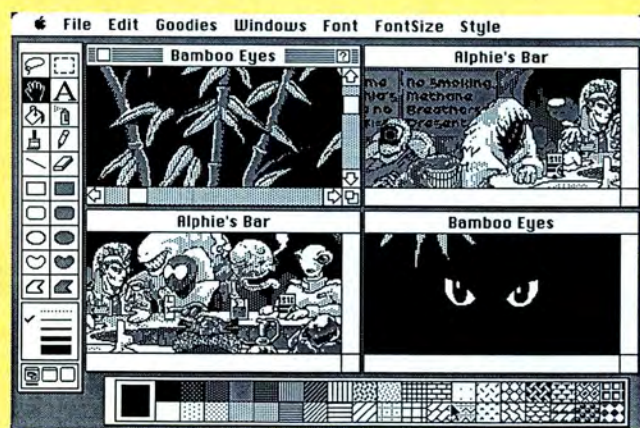 File Edit Goodies Windows Font FontSize Style
Bamboo Eyes
?
Alphie's Bar
no Smoking,
Methane
Breathers
Present
A
Alphie's Bar
Bamboo Eyes